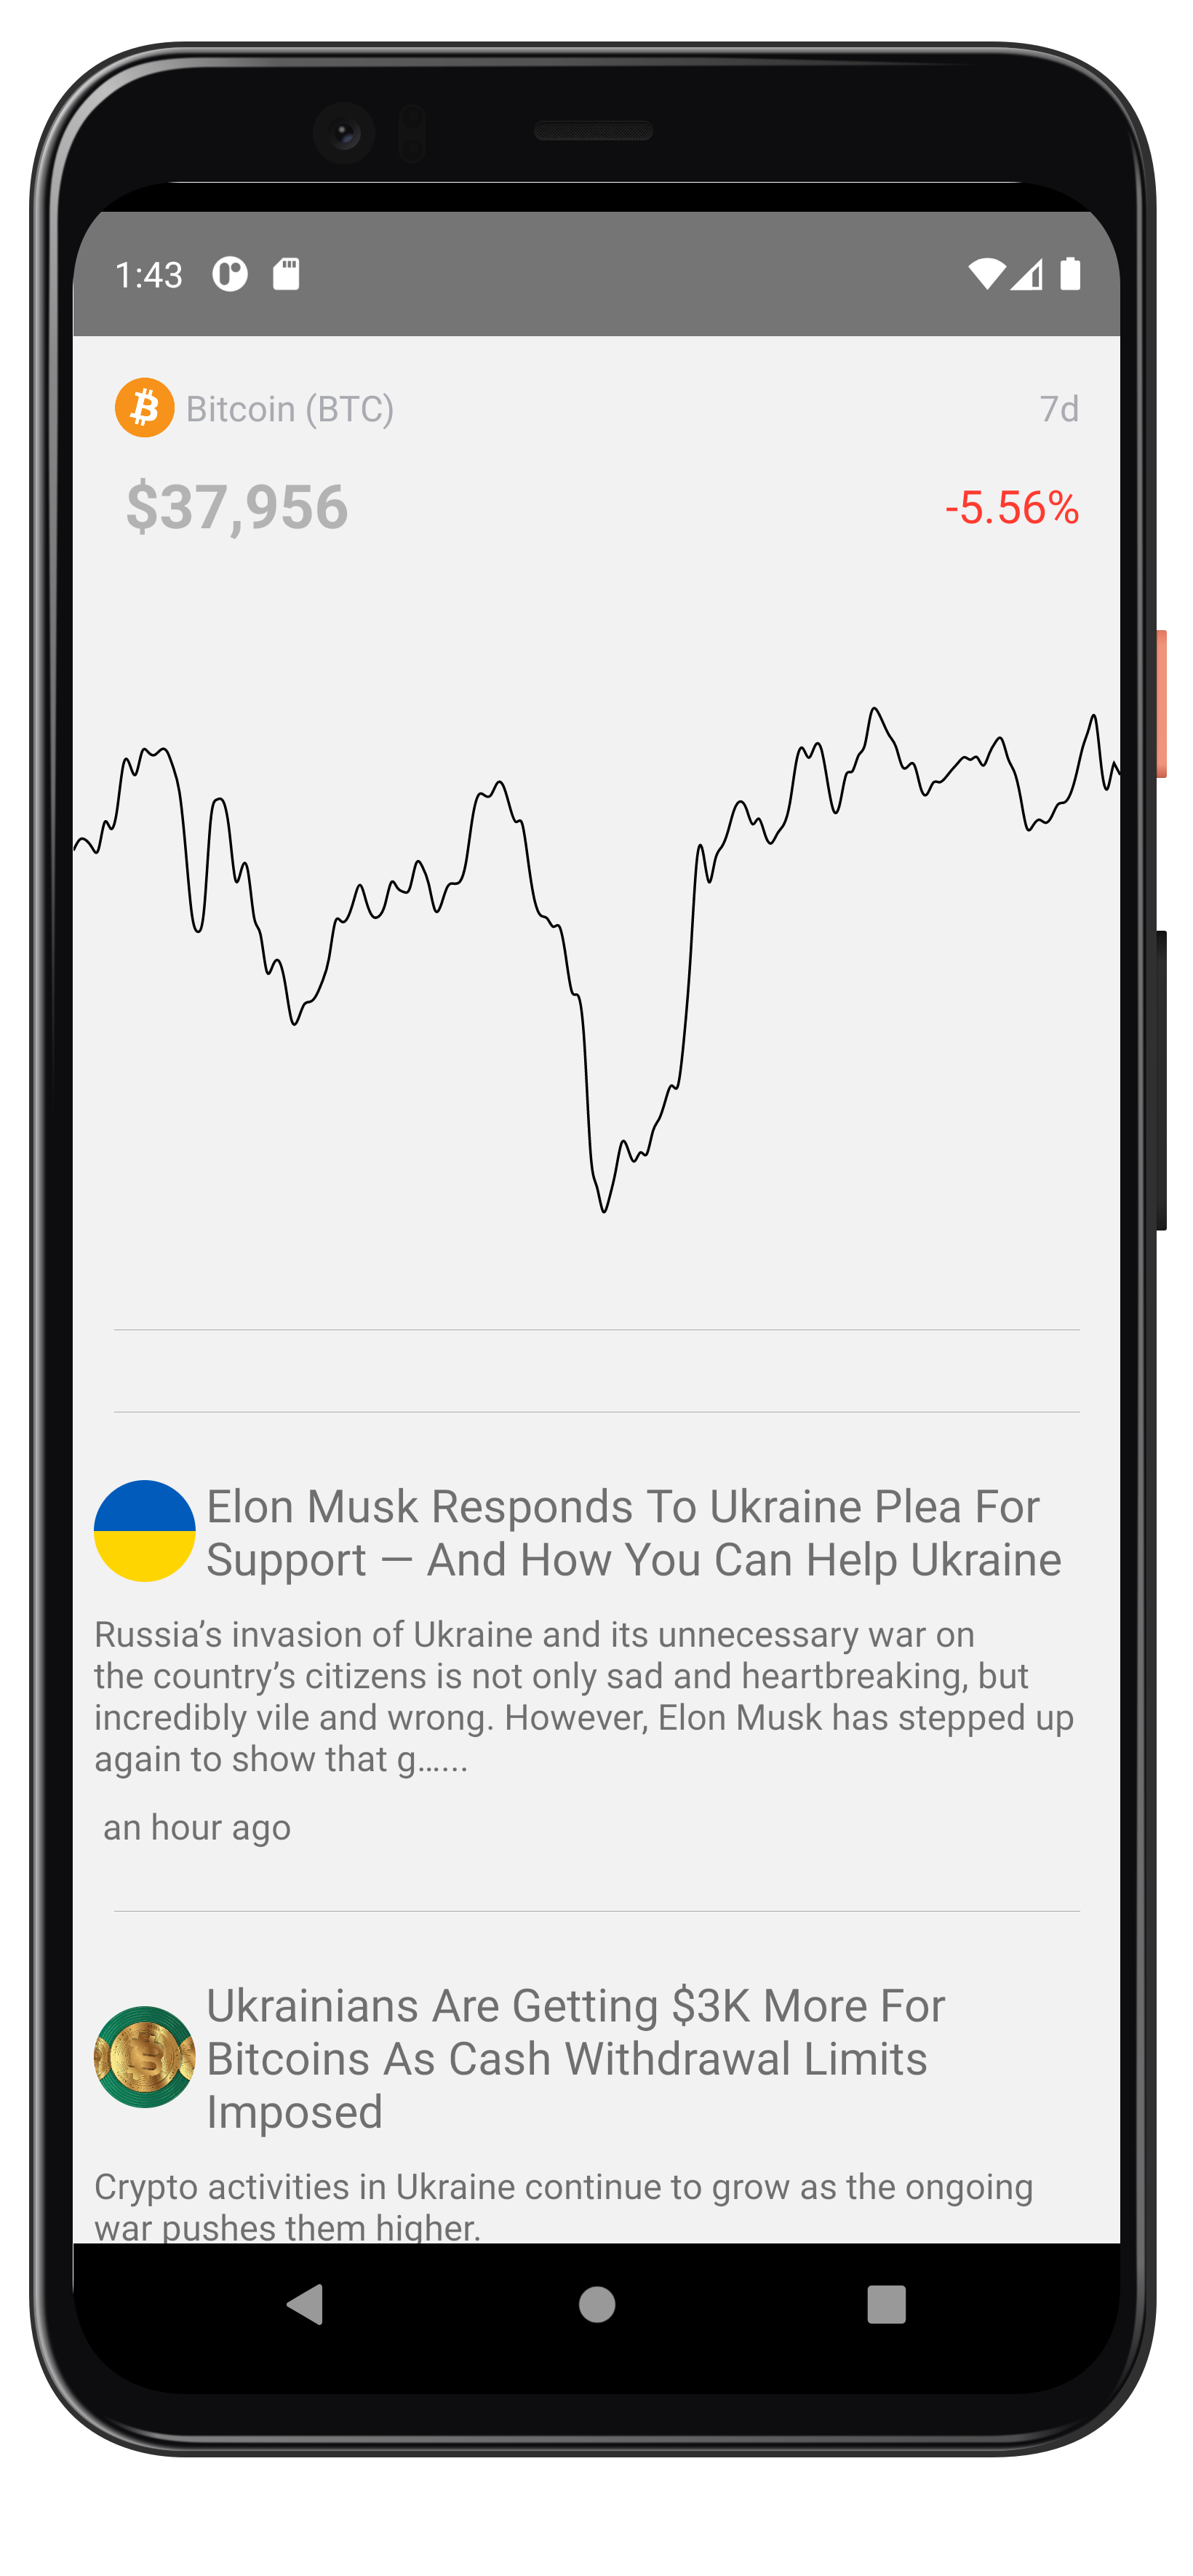 1:43
Bitcoin (BTC) 7d
$37,956 -5.56%
Elon Musk Responds To Ukraine Plea For
Support — And How You Can Help Ukraine
Russia’s invasion of Ukraine and its unnecessary war on
the country’s citizens is not only sad and heartbreaking, but
incredibly vile and wrong. However, Elon Musk has stepped up
again to show that g…...
an hour ago
Ukrainians Are Getting $3K More For
Bitcoins As Cash Withdrawal Limits
Imposed
Crypto activities in Ukraine continue to grow as the ongoing
war pushes them higher.